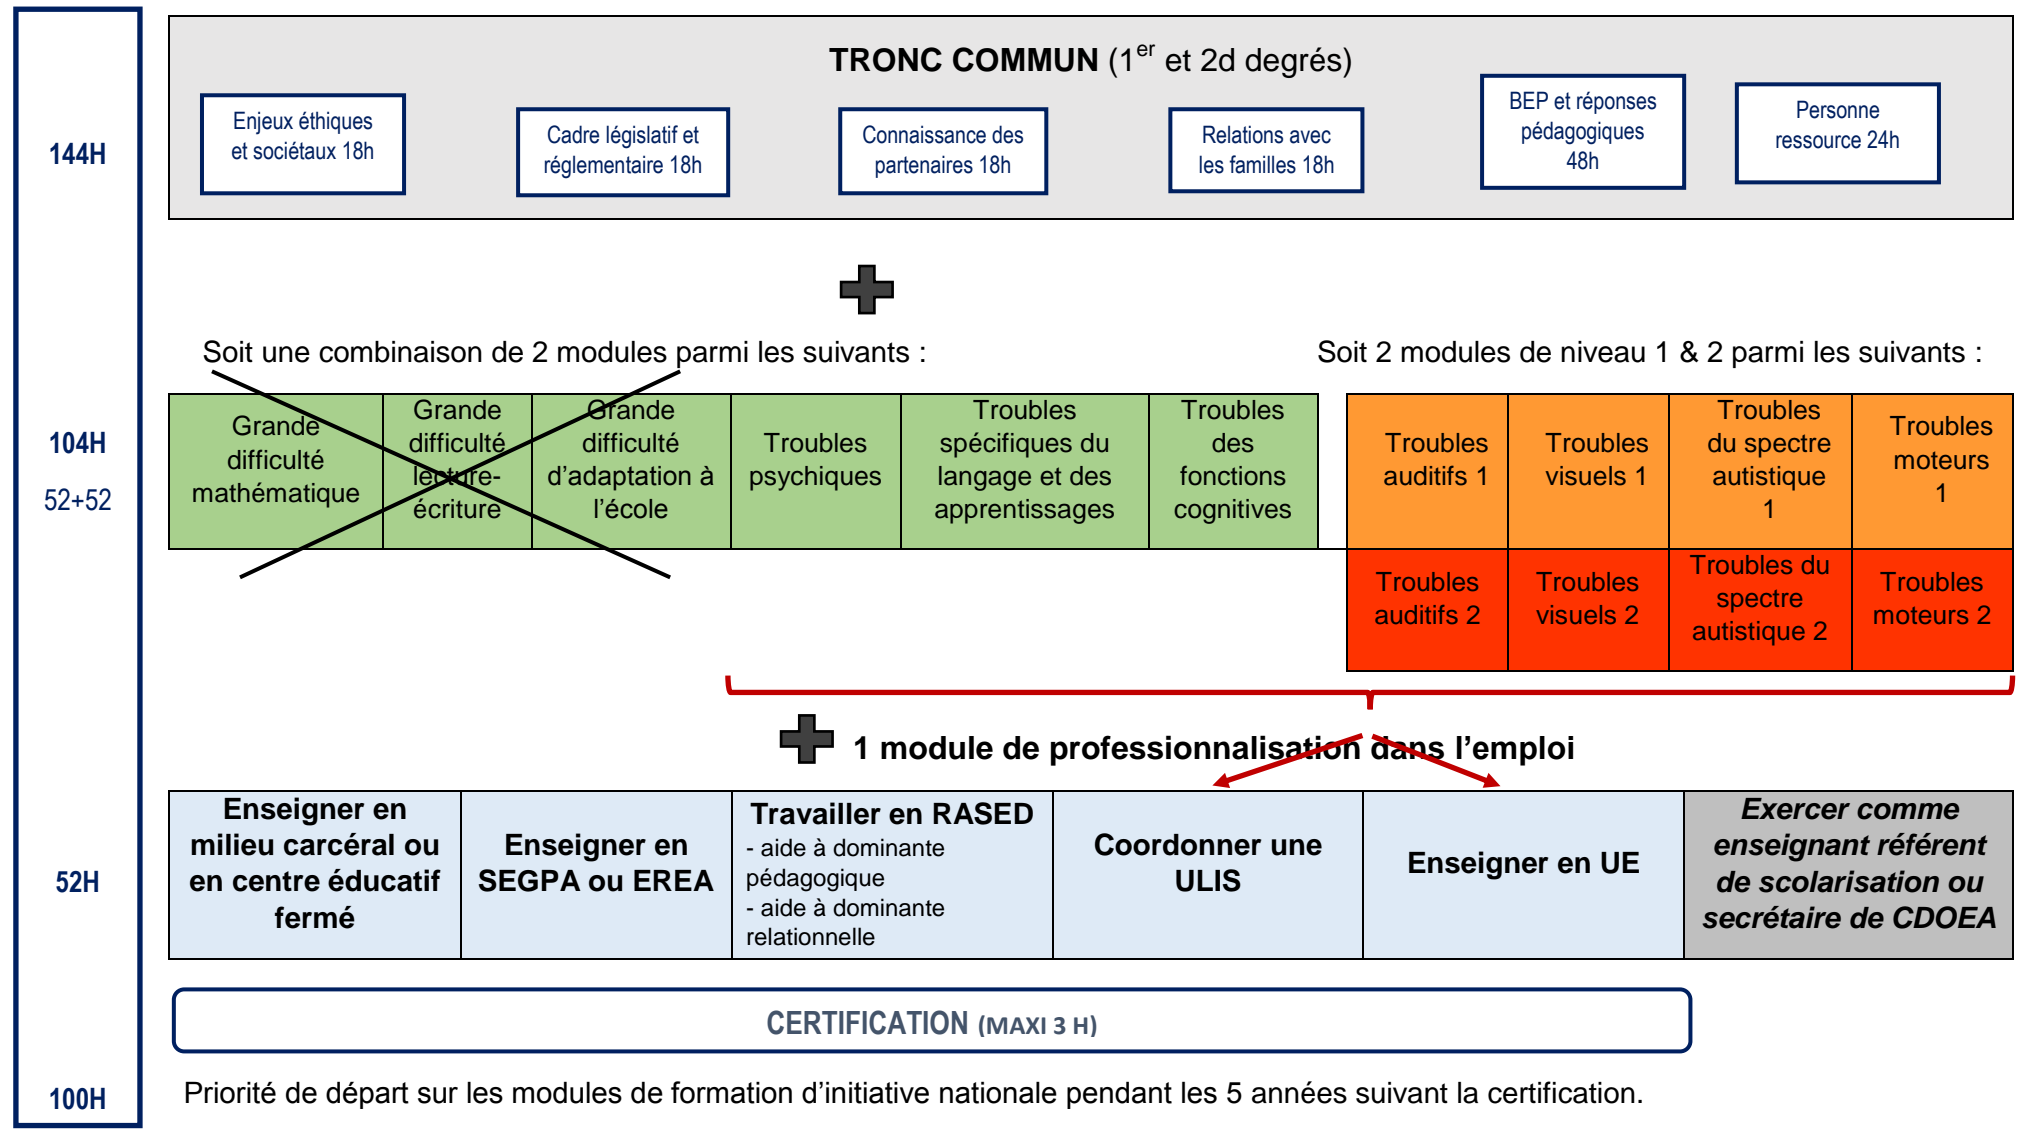 144H
104H
52+52
52H
100H
TRONC COMMUN (1er et 2d degrés)
Enjeux éthiques
et sociétaux 18h
Cadre législatif et
réglementaire 18h
Connaissance des
partenaires 18h
Relations avec
les familles 18h
BEP et réponses
pédagogiques
48h
Personne
ressource 24h
Soit une combinaison de 2 modules parmi les suivants :
Soit 2 modules de niveau 1 & 2 parmi les suivants :
Grande
difficulté
mathématique
Grande
difficulté
lecture-
écriture
Grande
difficulté
d'adaptation à
l'école
Troubles
psychiques
Troubles
spécifiques du
langage et des
apprentissages
Troubles
des
fonctions
cognitives
Troubles
auditifs 1
Troubles
visuels 1
Troubles
du spectre
autistique
1
Troubles
moteurs
1
Troubles
auditifs 2
Troubles
visuels 2
Troubles du
spectre
autistique 2
Troubles
moteurs 2
1 module de professionnalisation dans l'emploi
Enseigner en
milieu carcéral ou
en centre éducatif
fermé
Enseigner en
SEGPA ou EREA
Travailler en RASED
- aide à dominante
pédagogique
- aide à dominante
relationnelle
Coordonner une
ULIS
Enseigner en UE
Exercer comme
enseignant référent
de scolarisation ou
secrétaire de CDOEA
CERTIFICATION (MAXI 3 H)
Priorité de départ sur les modules de formation d'initiative nationale pendant les 5 années suivant la certification.